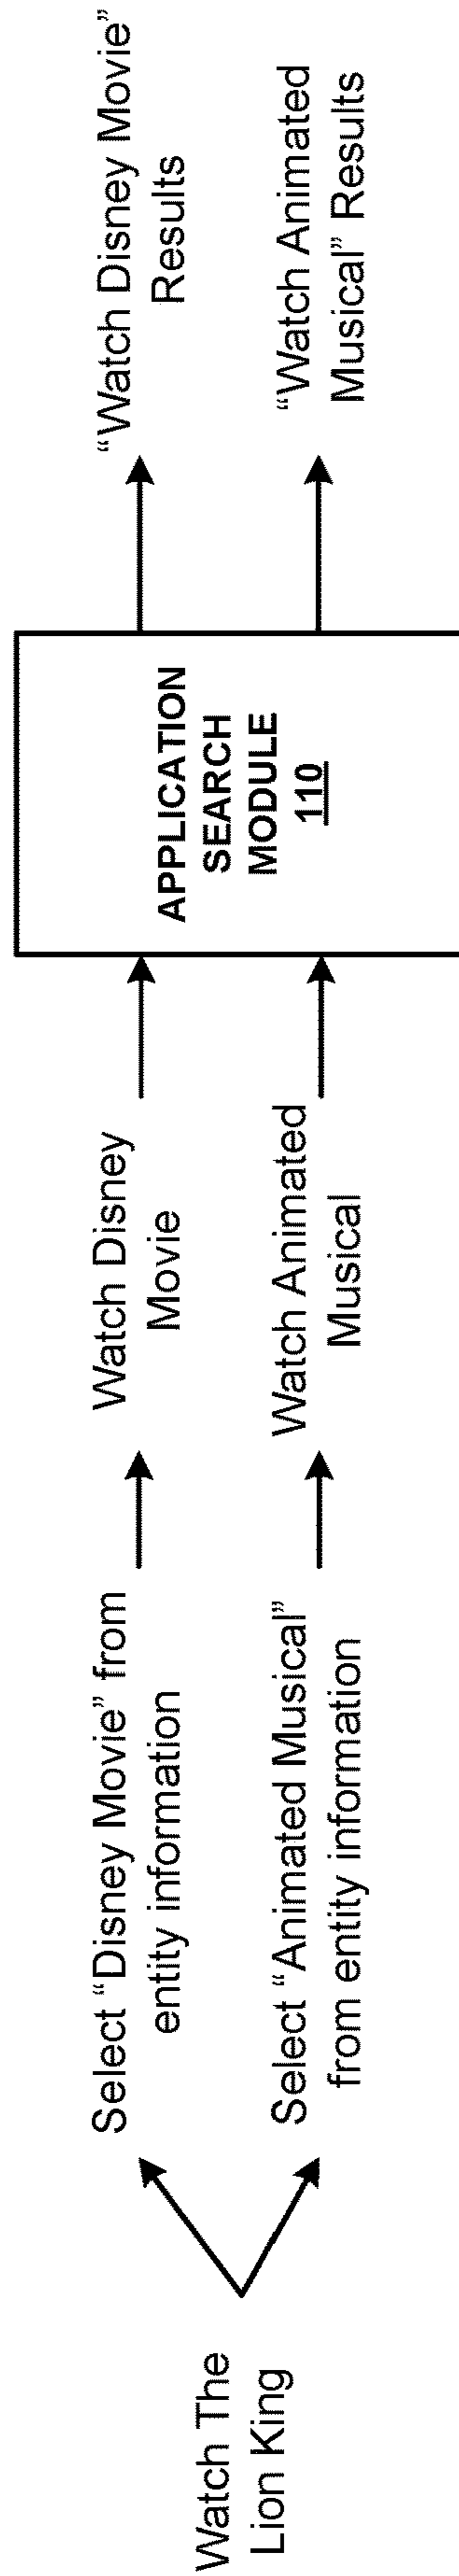 Watch The
Lion King
Select “Disney Movie” from
entity information
Watch Disney
Movie
Select “Animated Musical”
from entity information
Watch Animated
Musical
APPLICATION
SEARCH
MODULE
110
“Watch Disney Movie”
Results
“Watch Animated
Musical” Results